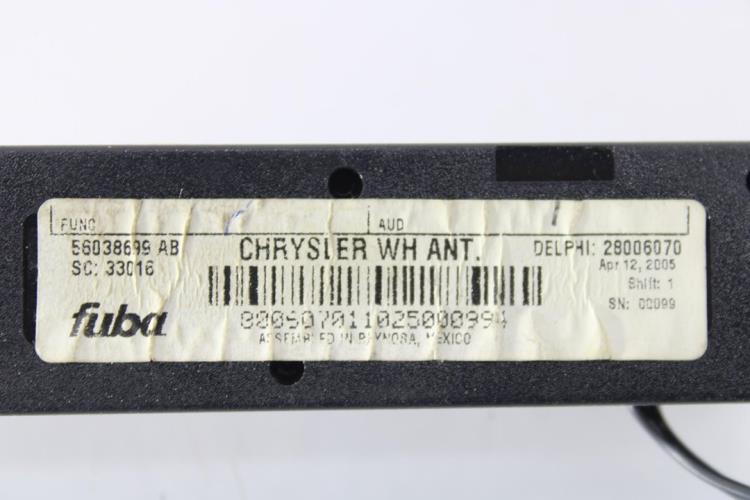 FUNC AUD
56038699 AB CHRYSLER WH ANT. DELPHI: 28006070
SC: 33016 Apr 12, 2005
Shift: 1
SN: 00099
fuba
ASSEMBLED IN REYNOSA, MEXICO